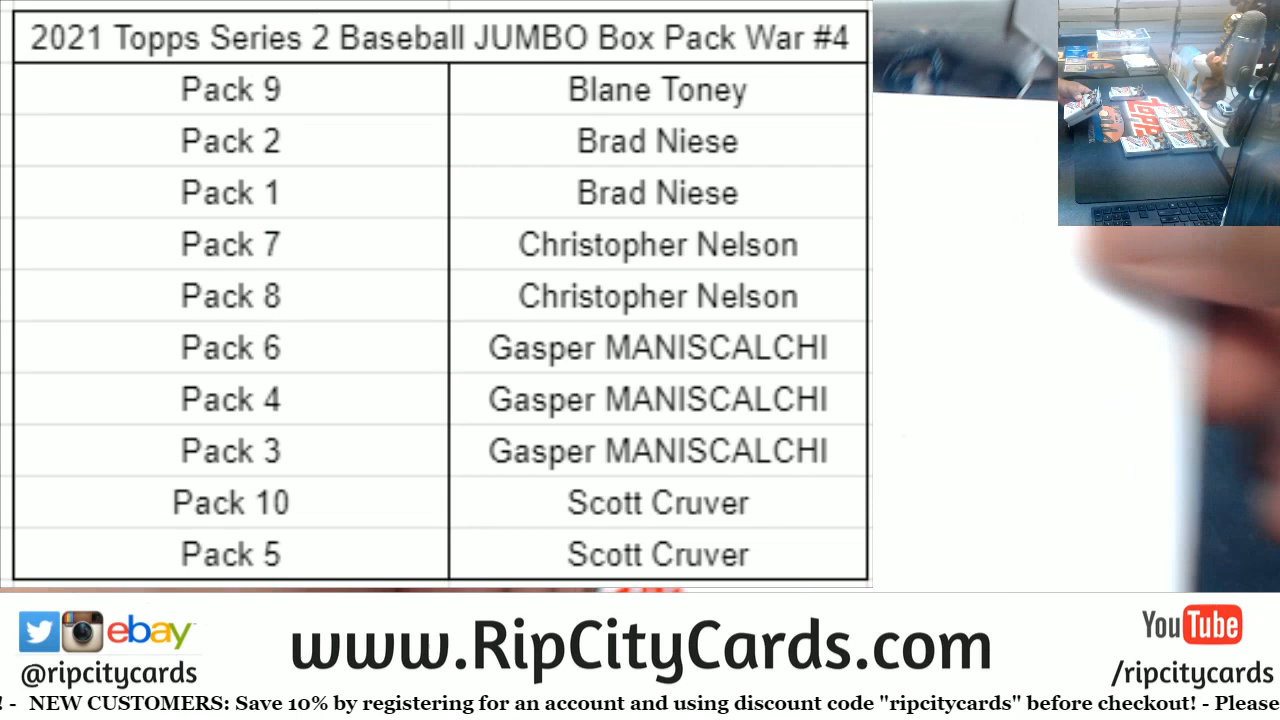 2021 Topps Series 2 Baseball JUMBO Box Pack War #4
Pack 9 Blane Toney
Pack 2 Brad Niese
Pack 1 Brad Niese
Pack 7 Christopher Nelson
Pack 8 Christopher Nelson
Pack 6 Gasper MANISCALCHI
Pack 4 Gasper MANISCALCHI
Pack 3 Gasper MANISCALCHI
Pack 10 Scott Cruver
Pack 5 Scott Cruver
ebay
@ripcitycards
www.RipCityCards.com
YouTube
/ripcitycards
! - NEW CUSTOMERS: Save 10% by registering for an account and using discount code "ripcitycards" before checkout! - Please